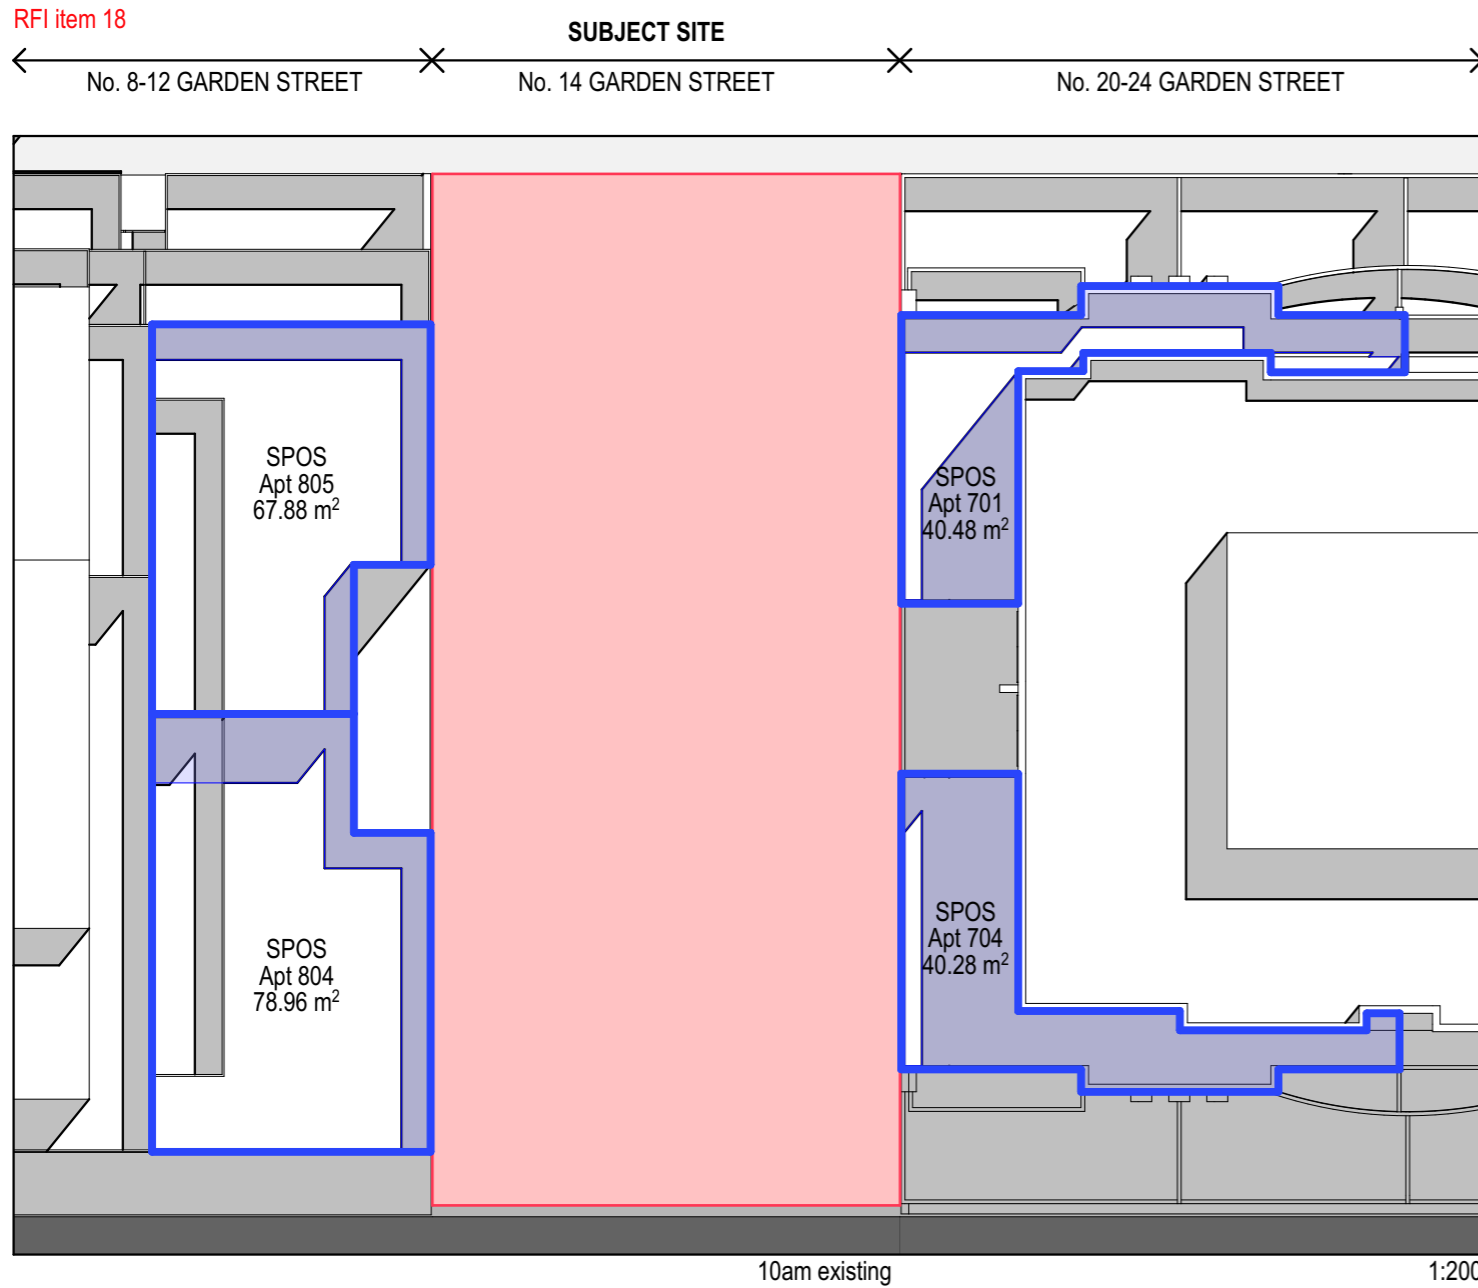 RFI item 18
SUBJECT SITE
No. 8-12 GARDEN STREET
No. 14 GARDEN STREET
No. 20-24 GARDEN STREET
SPOS
Apt 805
67.88 m²
SPOS
Apt 701
40.48 m²
SPOS
Apt 804
78.96 m²
SPOS
Apt 704
40.28 m²
10am existing
1:200